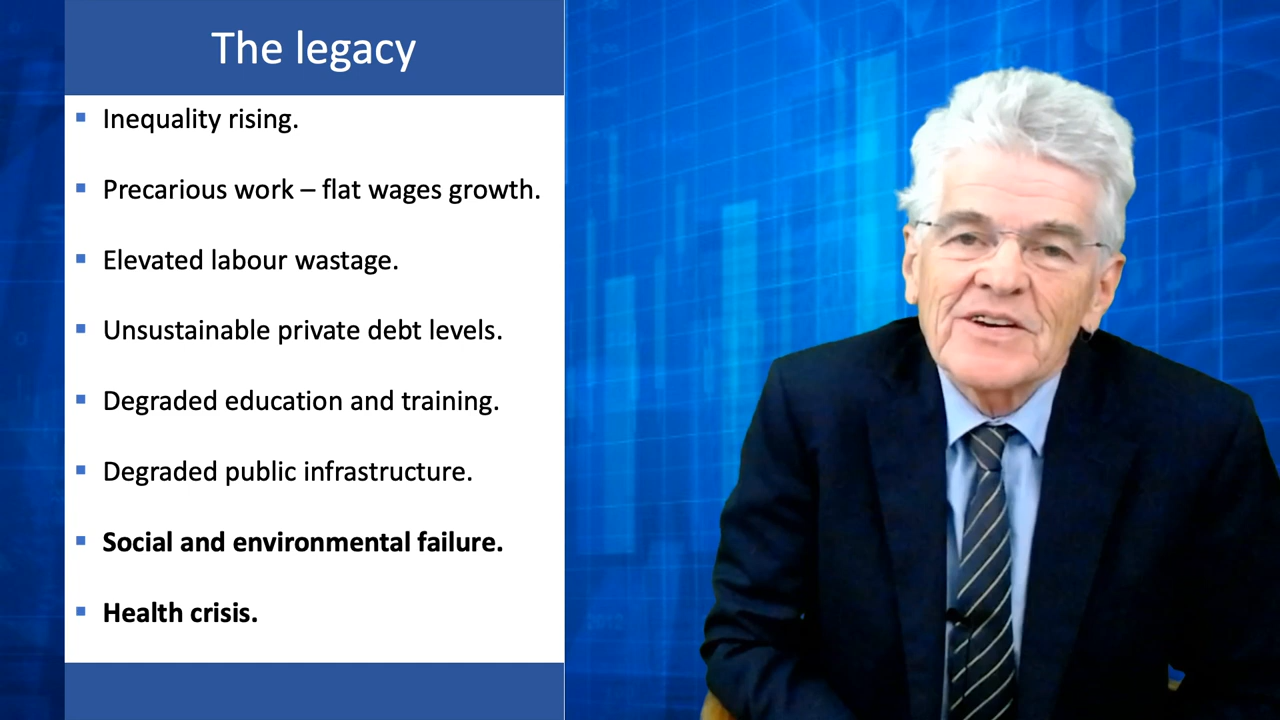 The legacy
Inequality rising.
Precarious work – flat wages growth.
Elevated labour wastage.
Unsustainable private debt levels.
Degraded education and training.
Degraded public infrastructure.
Social and environmental failure.
Health crisis.